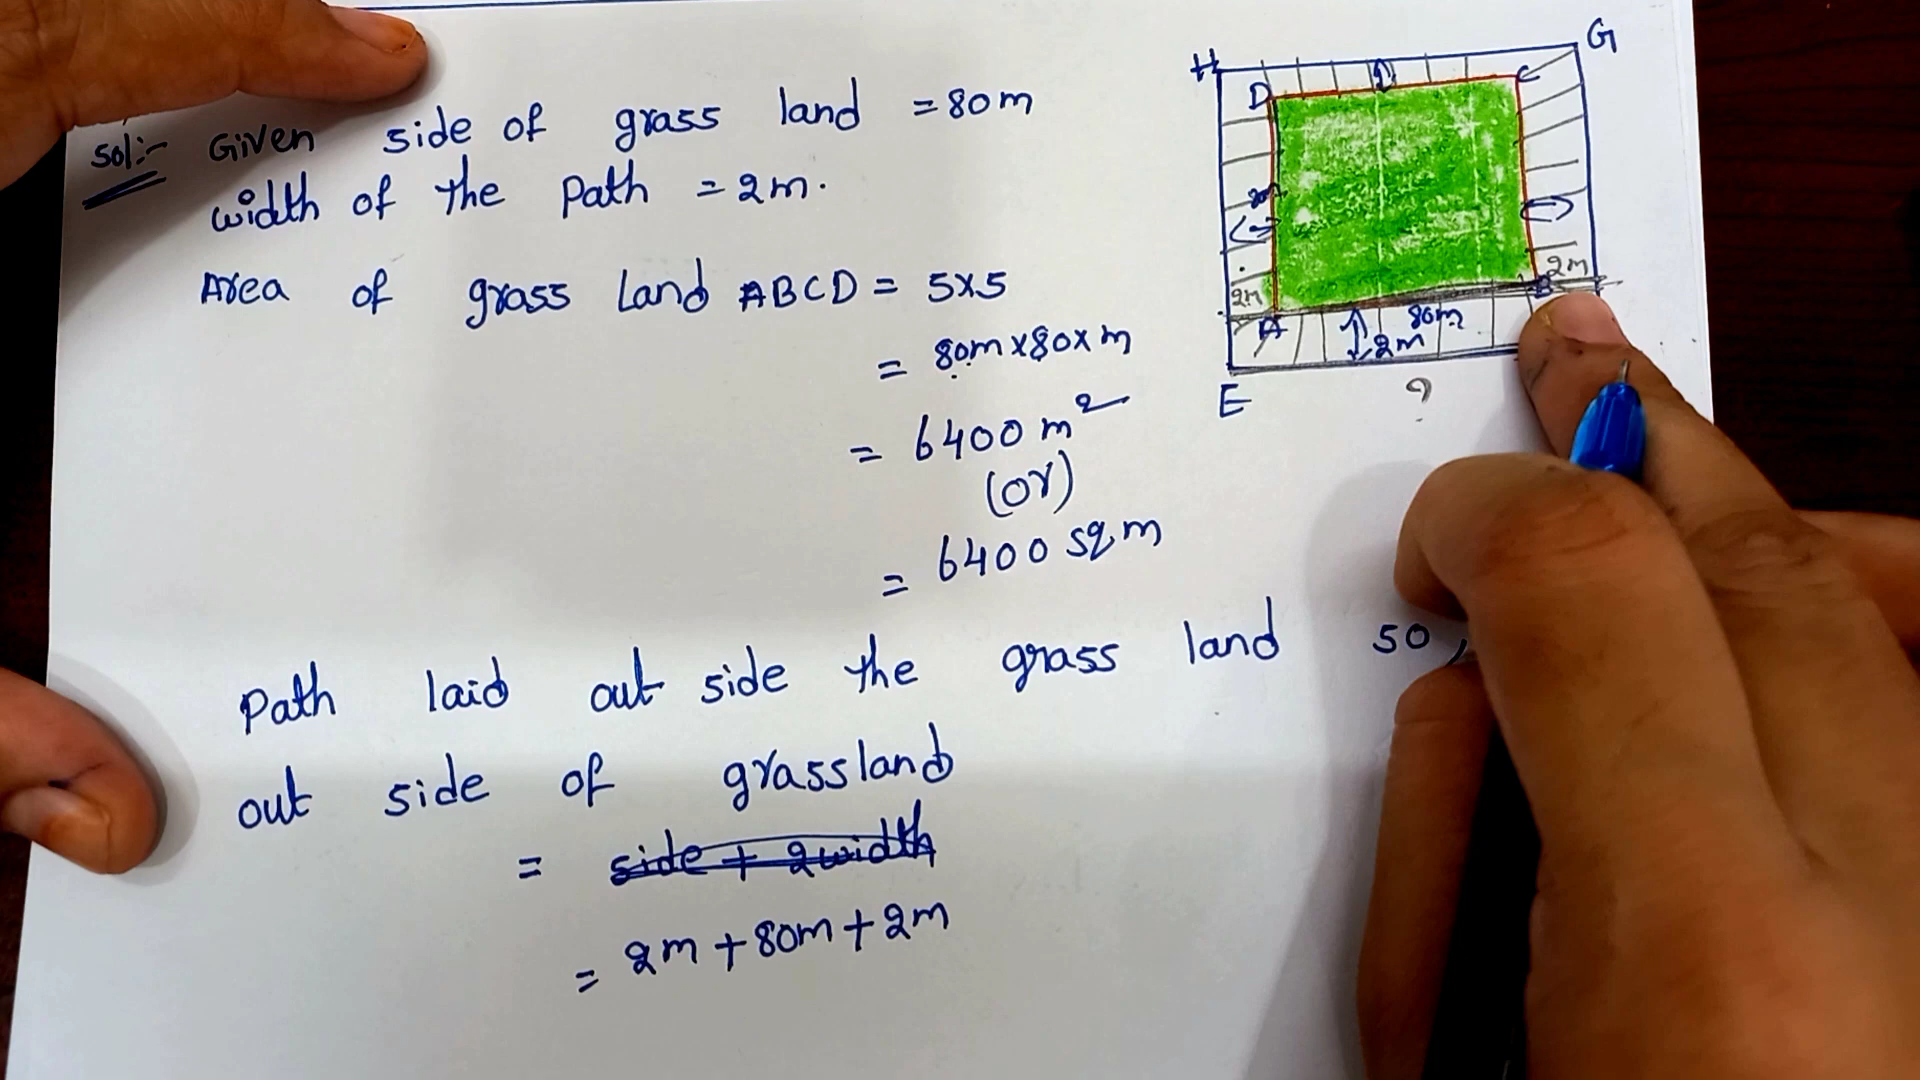 Sol:- Given side of grass land = 80m
width of the Path = 2m.
Area of grass Land ABCD = 5x5
= 80m x 80x m
= 6400 m²
(or)
= 6400 sq m
Path laid out side the grass land so,
out side of grassland
= side + 2width
= 2m + 80m + 2m
H
G
D
C
2m
2m
A
B
80m
2m
E
?